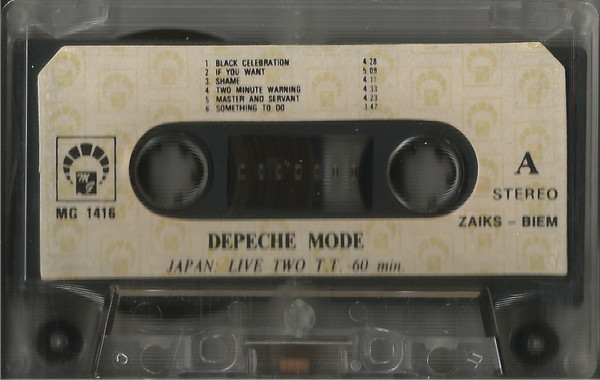 1 BLACK CELEBRATION 4.28
2 IF YOU WANT 5.09
3 SHAME 4.11
4 TWO MINUTE WARNING 4.33
5 MASTER AND SERVANT 4.23
6 SOMETHING TO DO 3.47
MG
MG 1416
A
STEREO
ZAIKS - BIEM
DEPECHE MODE
JAPAN: LIVE TWO T.T. 60 min.